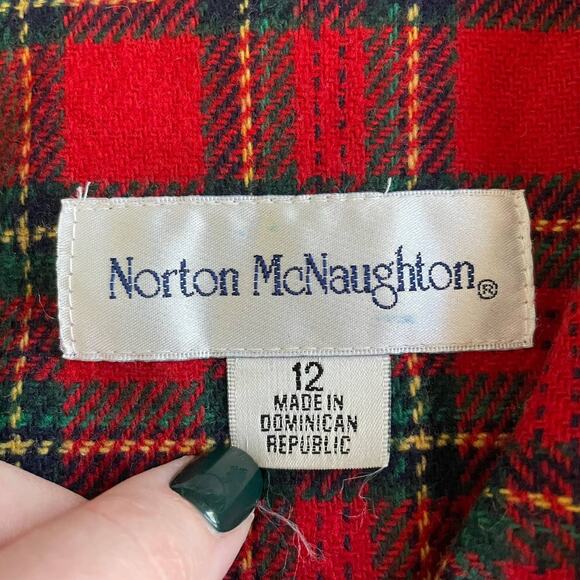 Norton McNaughton®
12
MADE IN
DOMINICAN
REPUBLIC